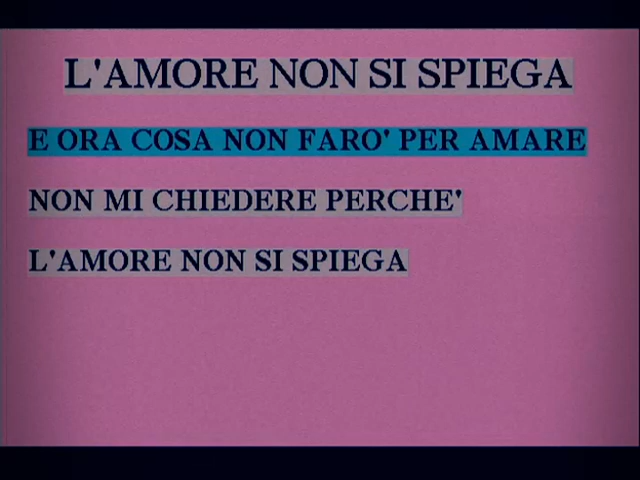 L'AMORE NON SI SPIEGA
E ORA COSA NON FARO' PER AMARE
NON MI CHIEDERE PERCHE'
L'AMORE NON SI SPIEGA